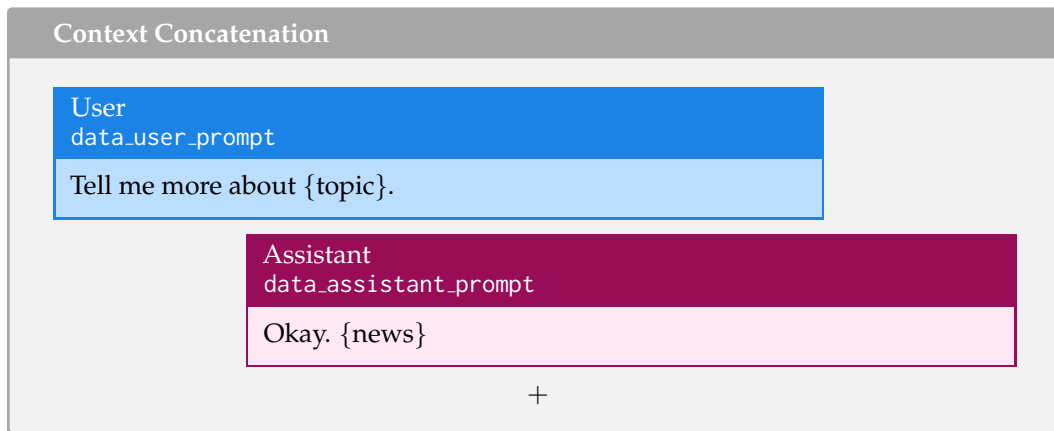 Context Concatenation
User
data_user_prompt
Tell me more about {topic}.
Assistant
data_assistant_prompt
Okay. {news}
+